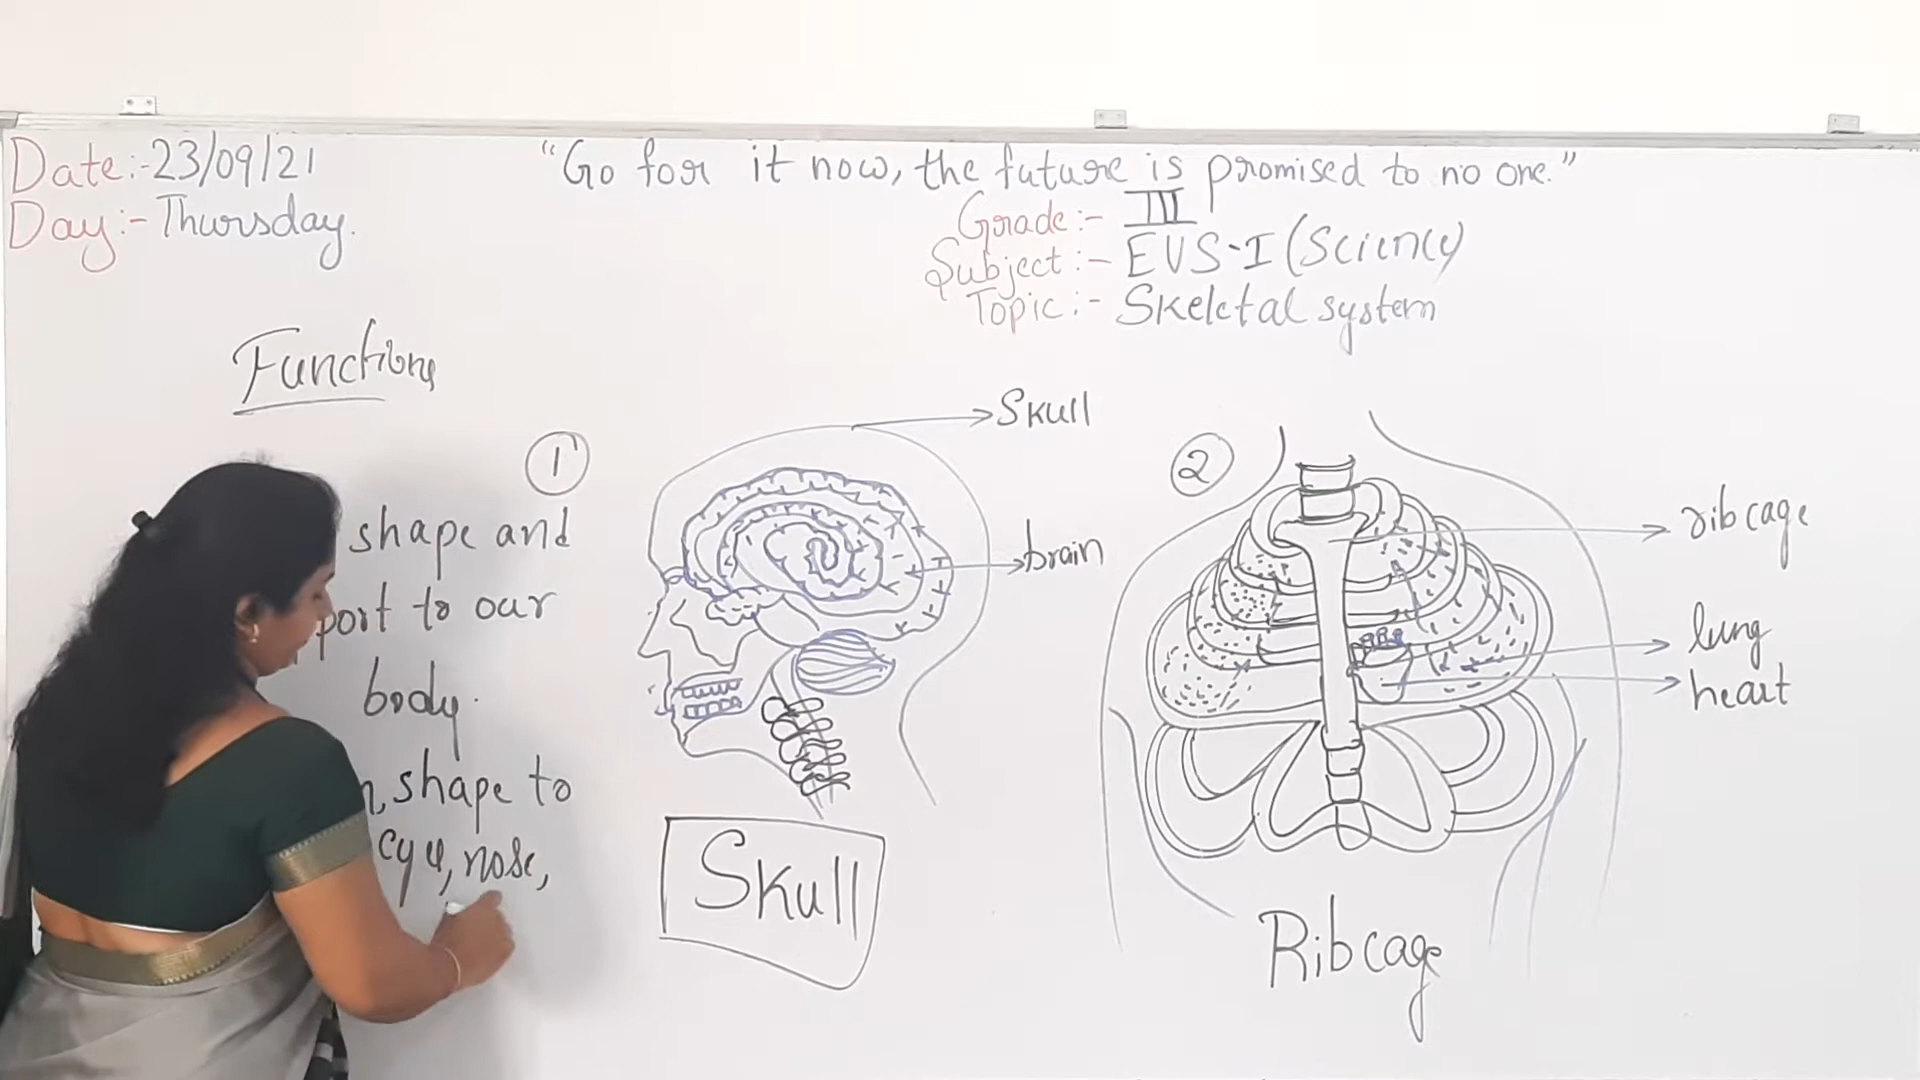 Date:-23/09/21
"Go for it now, the future is promised to no one."
Day:- Thursday.
Grade:- III
Subject:- EVS-I (Science)
Topic:- Skeletal system
Functions
1
shape and
port to our
body.
shape to
eye, nose,
Skull
brain
Skull
2
ribcage
lung
heart
Ribcage